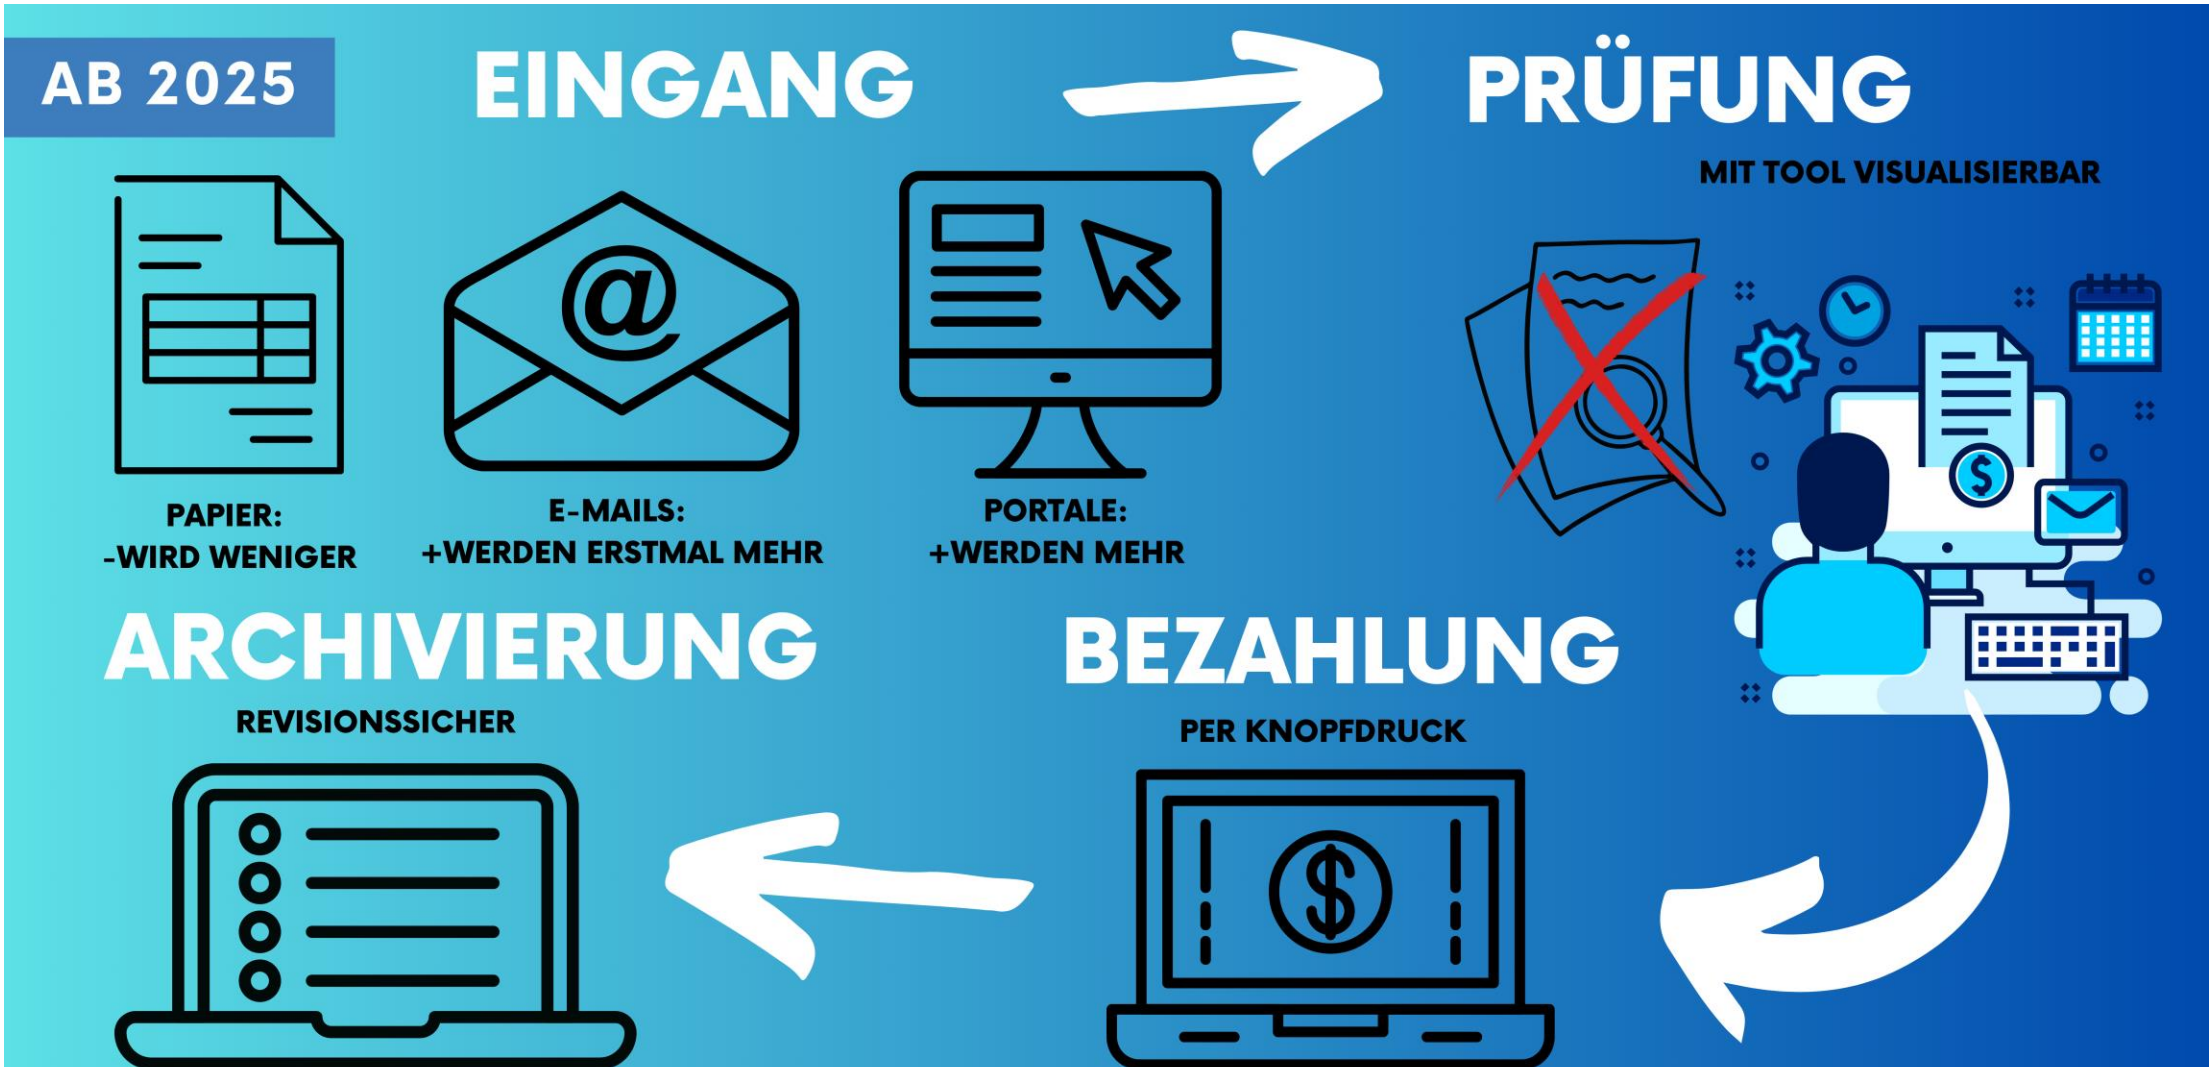 AB 2025
EINGANG
PRÜFUNG
MIT TOOL VISUALISIERBAR
@
PAPIER:
-WIRD WENIGER
E-MAILS:
+WERDEN ERSTMAL MEHR
PORTALE:
+WERDEN MEHR
$
BEZAHLUNG
PER KNOPFDRUCK
$
ARCHIVIERUNG
REVISIONSSICHER